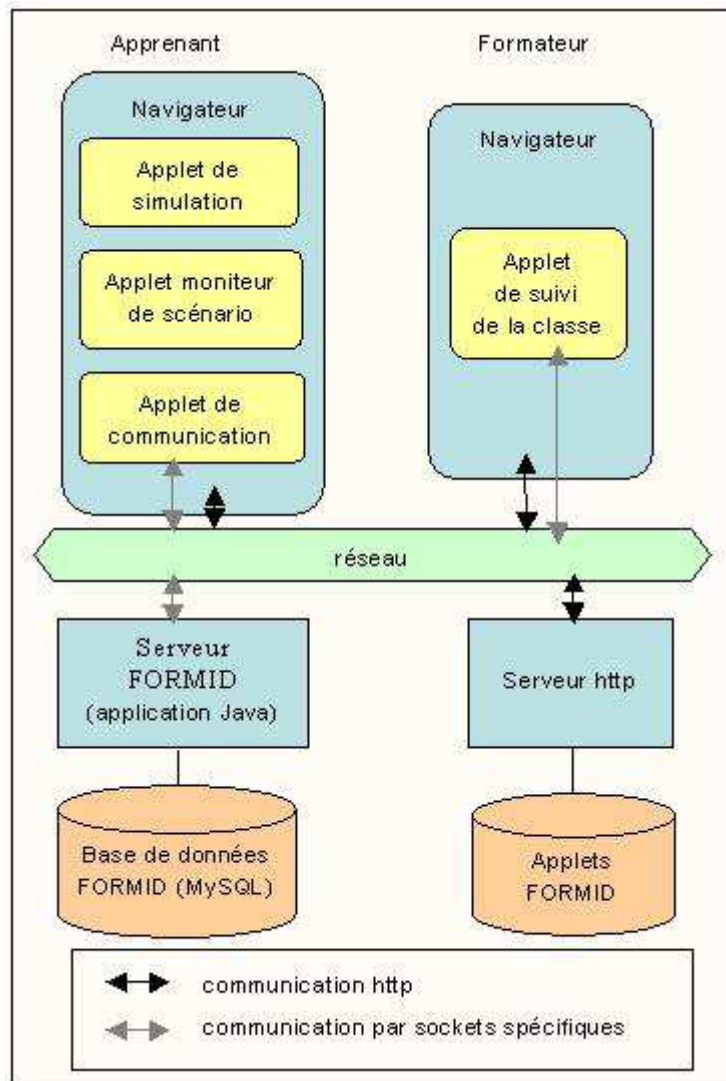 Apprenant
Formateur
Navigateur
Applet de
simulation
Applet moniteur
de scénario
Applet de
communication
Navigateur
Applet
de suivi
de la classe
réseau
Serveur
FORMID
(application Java)
Serveur http
Base de données
FORMID (MySQL)
Applets
FORMID
communication http
communication par sockets spécifiques